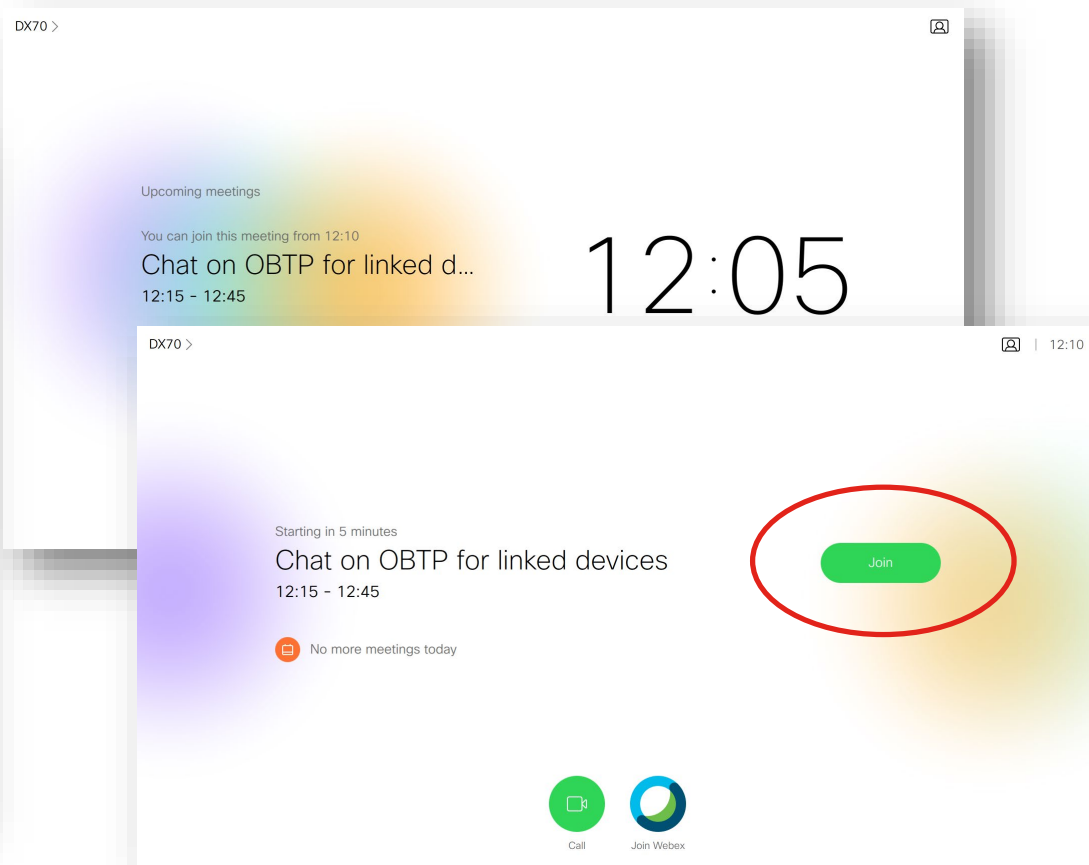 DX70 >
Upcoming meetings
You can join this meeting from 12:10
Chat on OBTP for linked d...
12:15 - 12:45
12:05
DX70 >
12:10
Starting in 5 minutes
Chat on OBTP for linked devices
12:15 - 12:45
Join
No more meetings today
Call
Join Webex